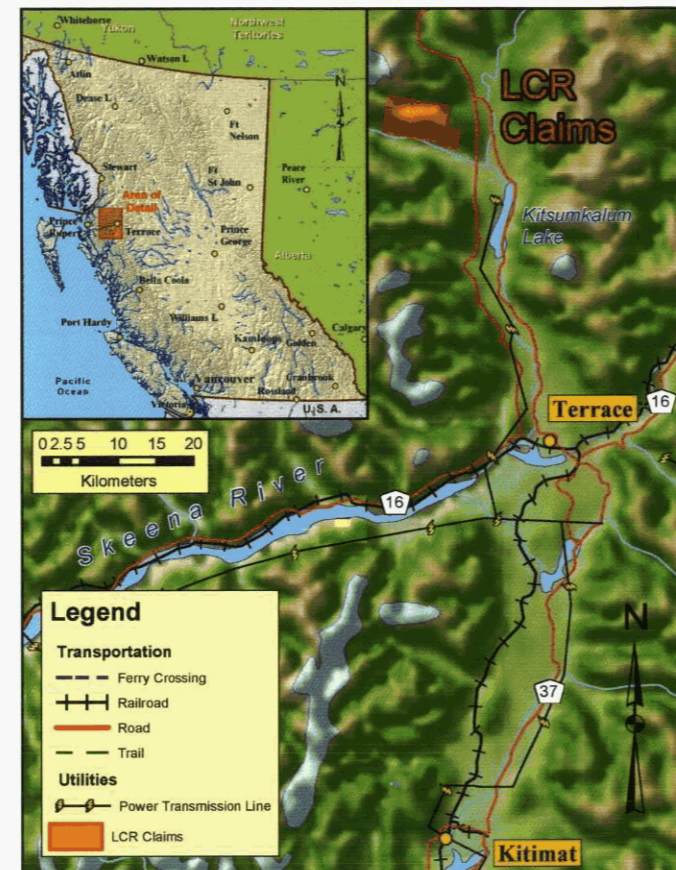 Whitehorse
Yukon
Northwest
Teritories
Atlin
Watson L
Dease L
Ft
Nelson
N
Stewart
Ft
St John
Peace
River
Area of
Detail
Prince
Rupert
Terrace
Prince
George
Alberta
Bella Coola
Williams L
Port Hardy
Kamloops
Golden
Calgary
Pacific
Ocean
Vancouver
Cranbrook
Rossland
Victoria
U.S.A.
LCR
Claims
Kitsumkalum
Lake
Terrace
16
0 2.5 5 10 15 20
Kilometers
Skeena River
16
Legend
Transportation
Ferry Crossing
Railroad
Road
Trail
Utilities
Power Transmission Line
LCR Claims
N
37
Kitimat